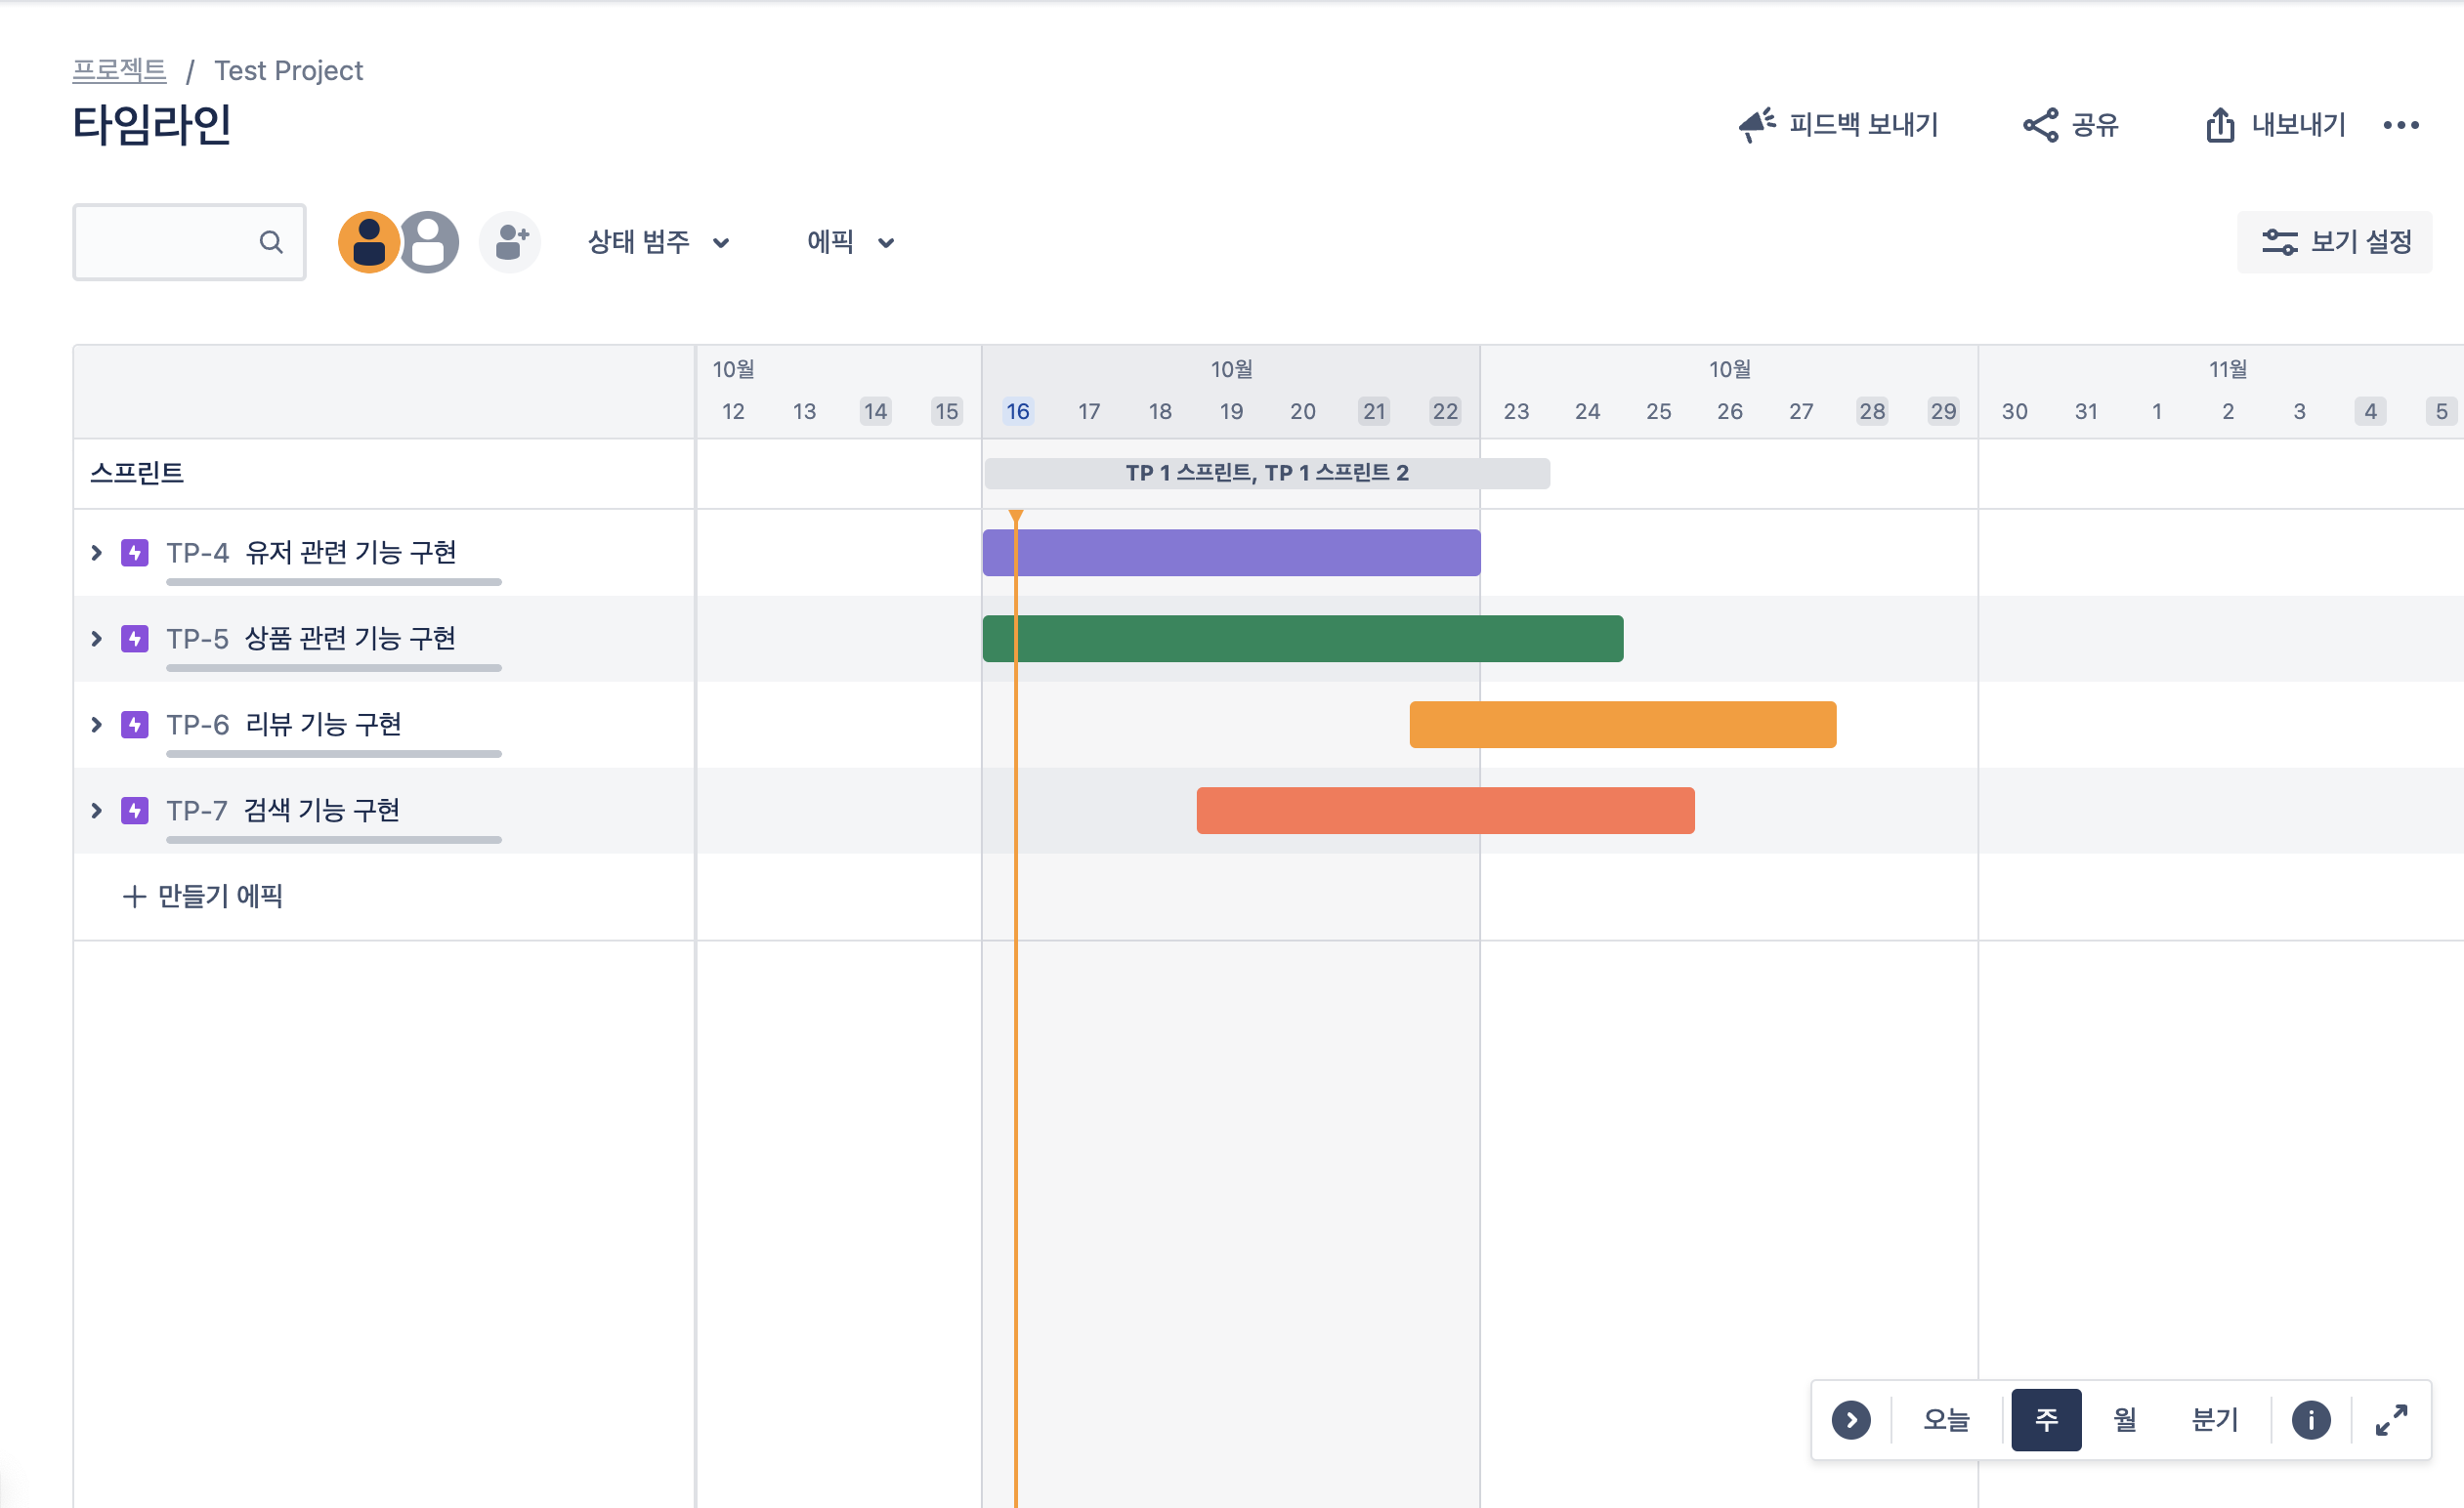 프로젝트 / Test Project
타임라인
피드백 보내기 공유 내보내기
상태 범주 에픽 보기 설정
10월 10월 10월 11월
12 13 14 15 16 17 18 19 20 21 22 23 24 25 26 27 28 29 30 31 1 2 3 4 5
스프린트 TP 1 스프린트, TP 1 스프린트 2
TP-4 유저 관련 기능 구현
TP-5 상품 관련 기능 구현
TP-6 리뷰 기능 구현
TP-7 검색 기능 구현
+ 만들기 에픽
오늘 주 월 분기